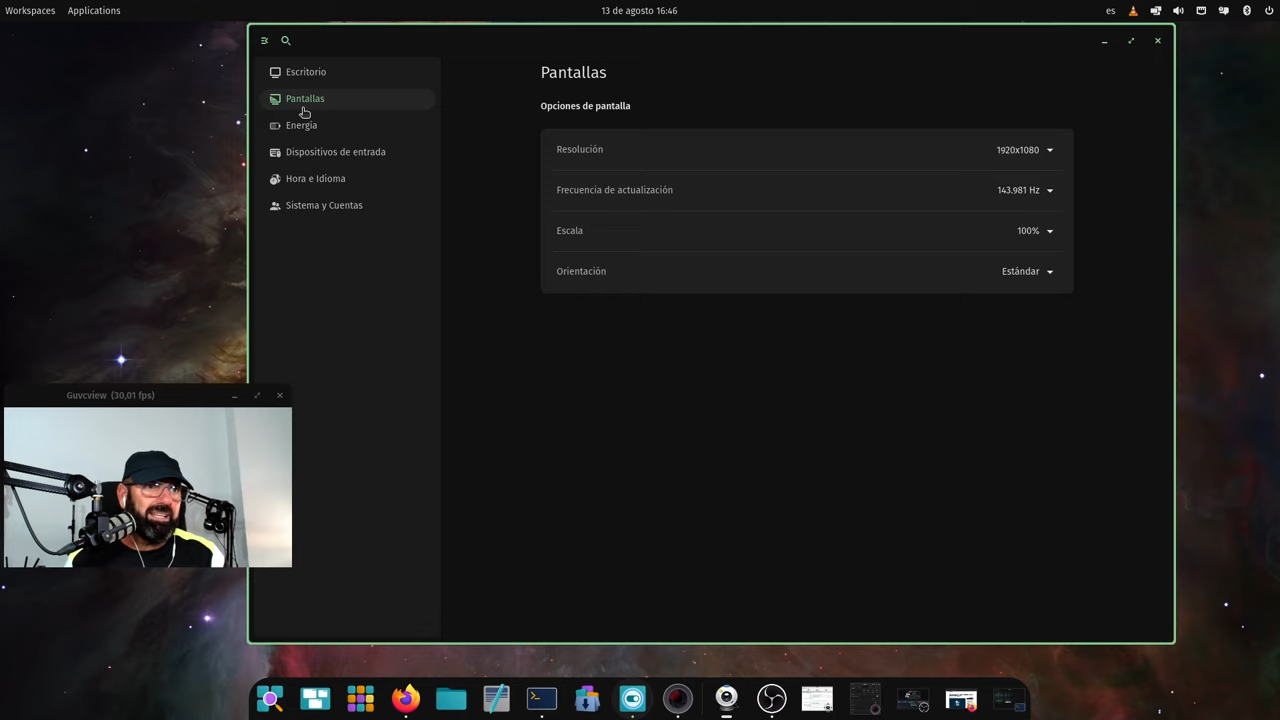 Workspaces Applications 13 de agosto 16:46 es
Escritorio
Pantallas
Energía
Dispositivos de entrada
Hora e Idioma
Sistema y Cuentas
Pantallas
Opciones de pantalla
Resolución 1920x1080
Frecuencia de actualización 143.981 Hz
Escala 100%
Orientación Estándar
Guvcview (30,01 fps)